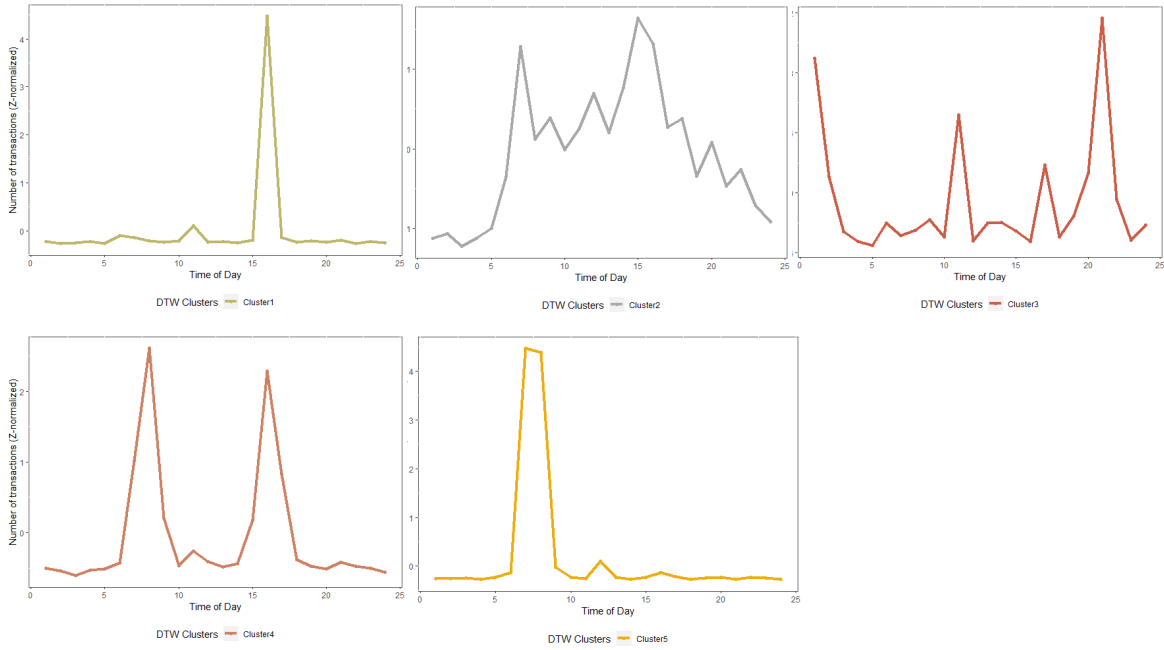 Number of transactions (Z-normalized)
4
3
2
1
0
0 5 10 15 20 25
Time of Day
DTW Clusters Cluster1
1
0
1
0 5 10 15 20 25
Time of Day
DTW Clusters Cluster2
0 5 10 15 20 25
Time of Day
DTW Clusters Cluster3
Number of transactions (Z-normalized)
2
1
0
0 5 10 15 20 25
Time of Day
DTW Clusters Cluster4
4
3
2
1
0
0 5 10 15 20 25
Time of Day
DTW Clusters Cluster5